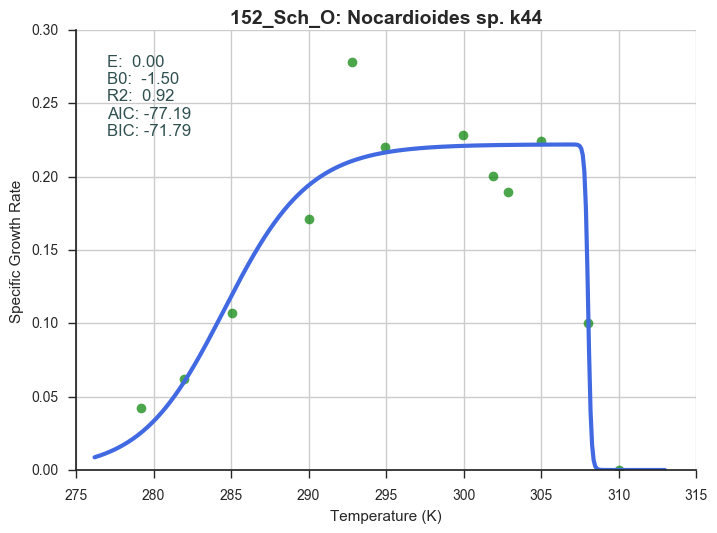 152_Sch_O: Nocardioides sp. k44
E: 0.00
B0: -1.50
R2: 0.92
AIC: -77.19
BIC: -71.79
Specific Growth Rate
0.30
0.25
0.20
0.15
0.10
0.05
0.00
275 280 285 290 295 300 305 310 315
Temperature (K)